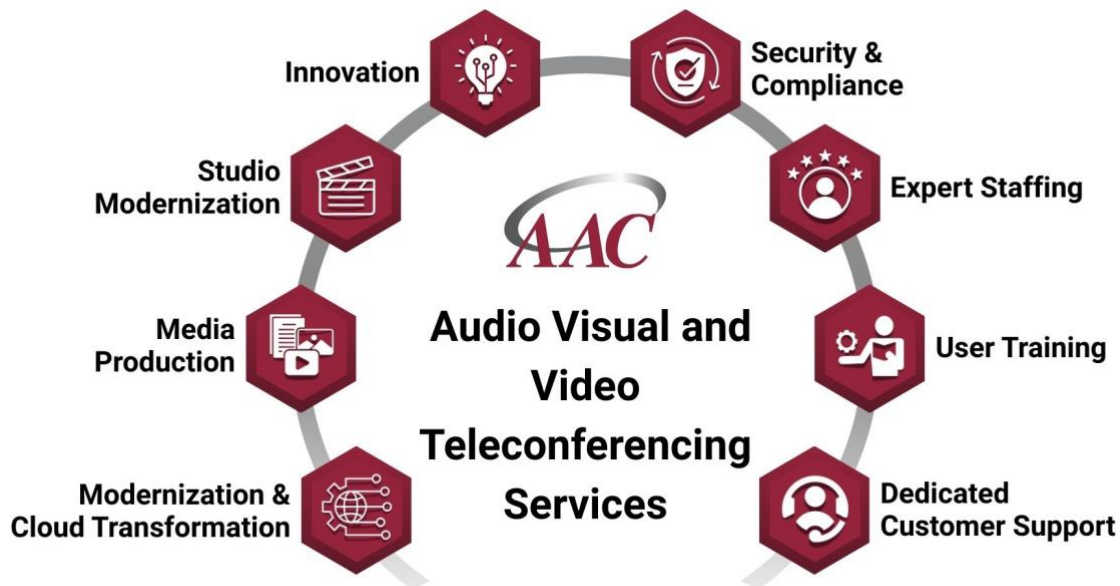 Innovation
Security &
Compliance
Studio
Modernization
Expert Staffing
AAC
Media
Production
Audio Visual and
Video
Teleconferencing
Services
User Training
Modernization &
Cloud Transformation
Dedicated
Customer Support